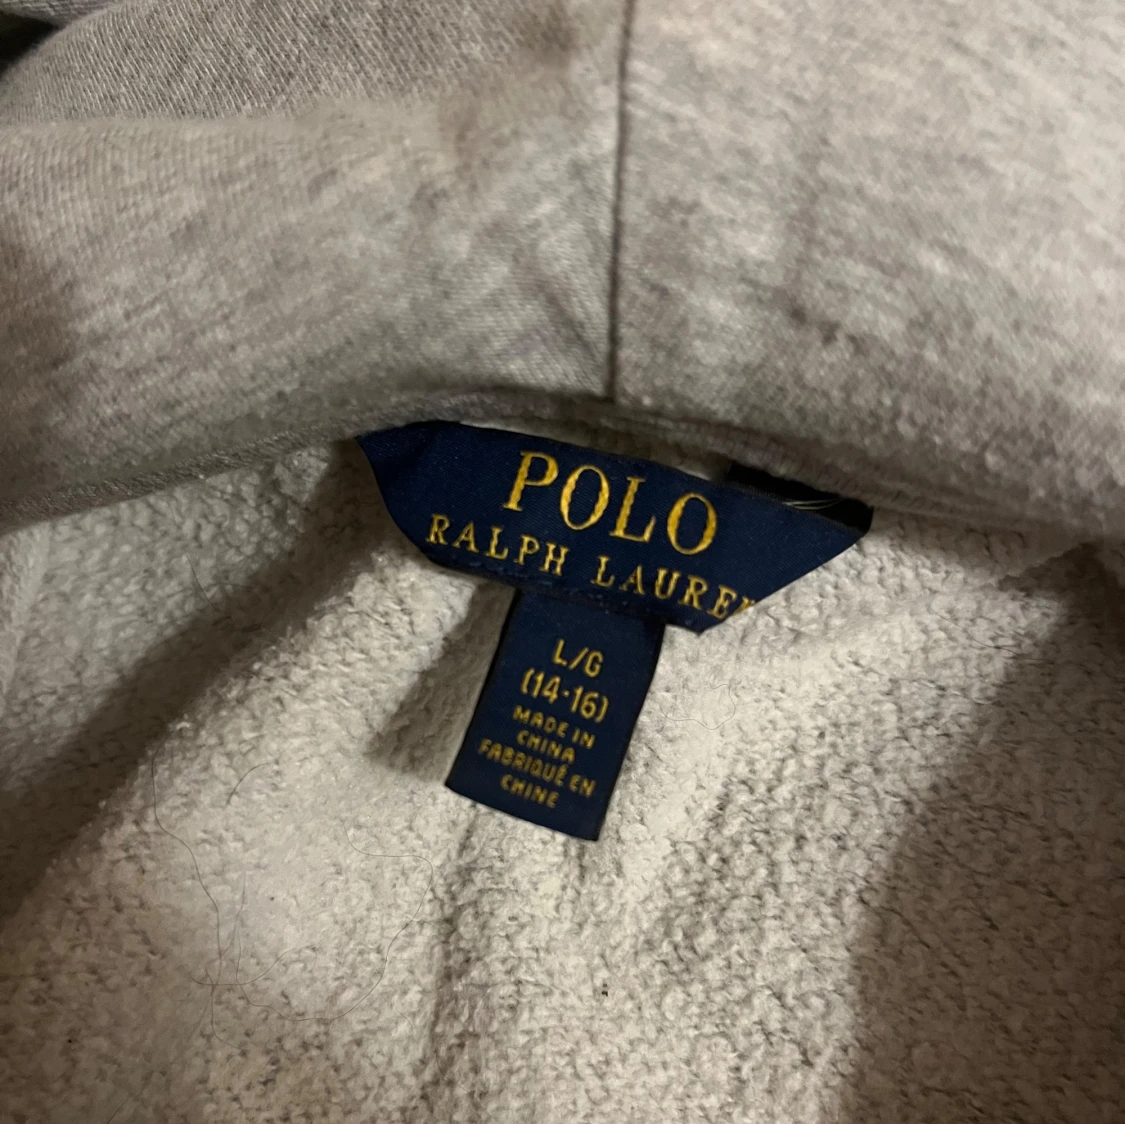 POLO
RALPH LAUREN
L/G
(14-16)
MADE IN
CHINA
FABRIQUÉ EN
CHINE